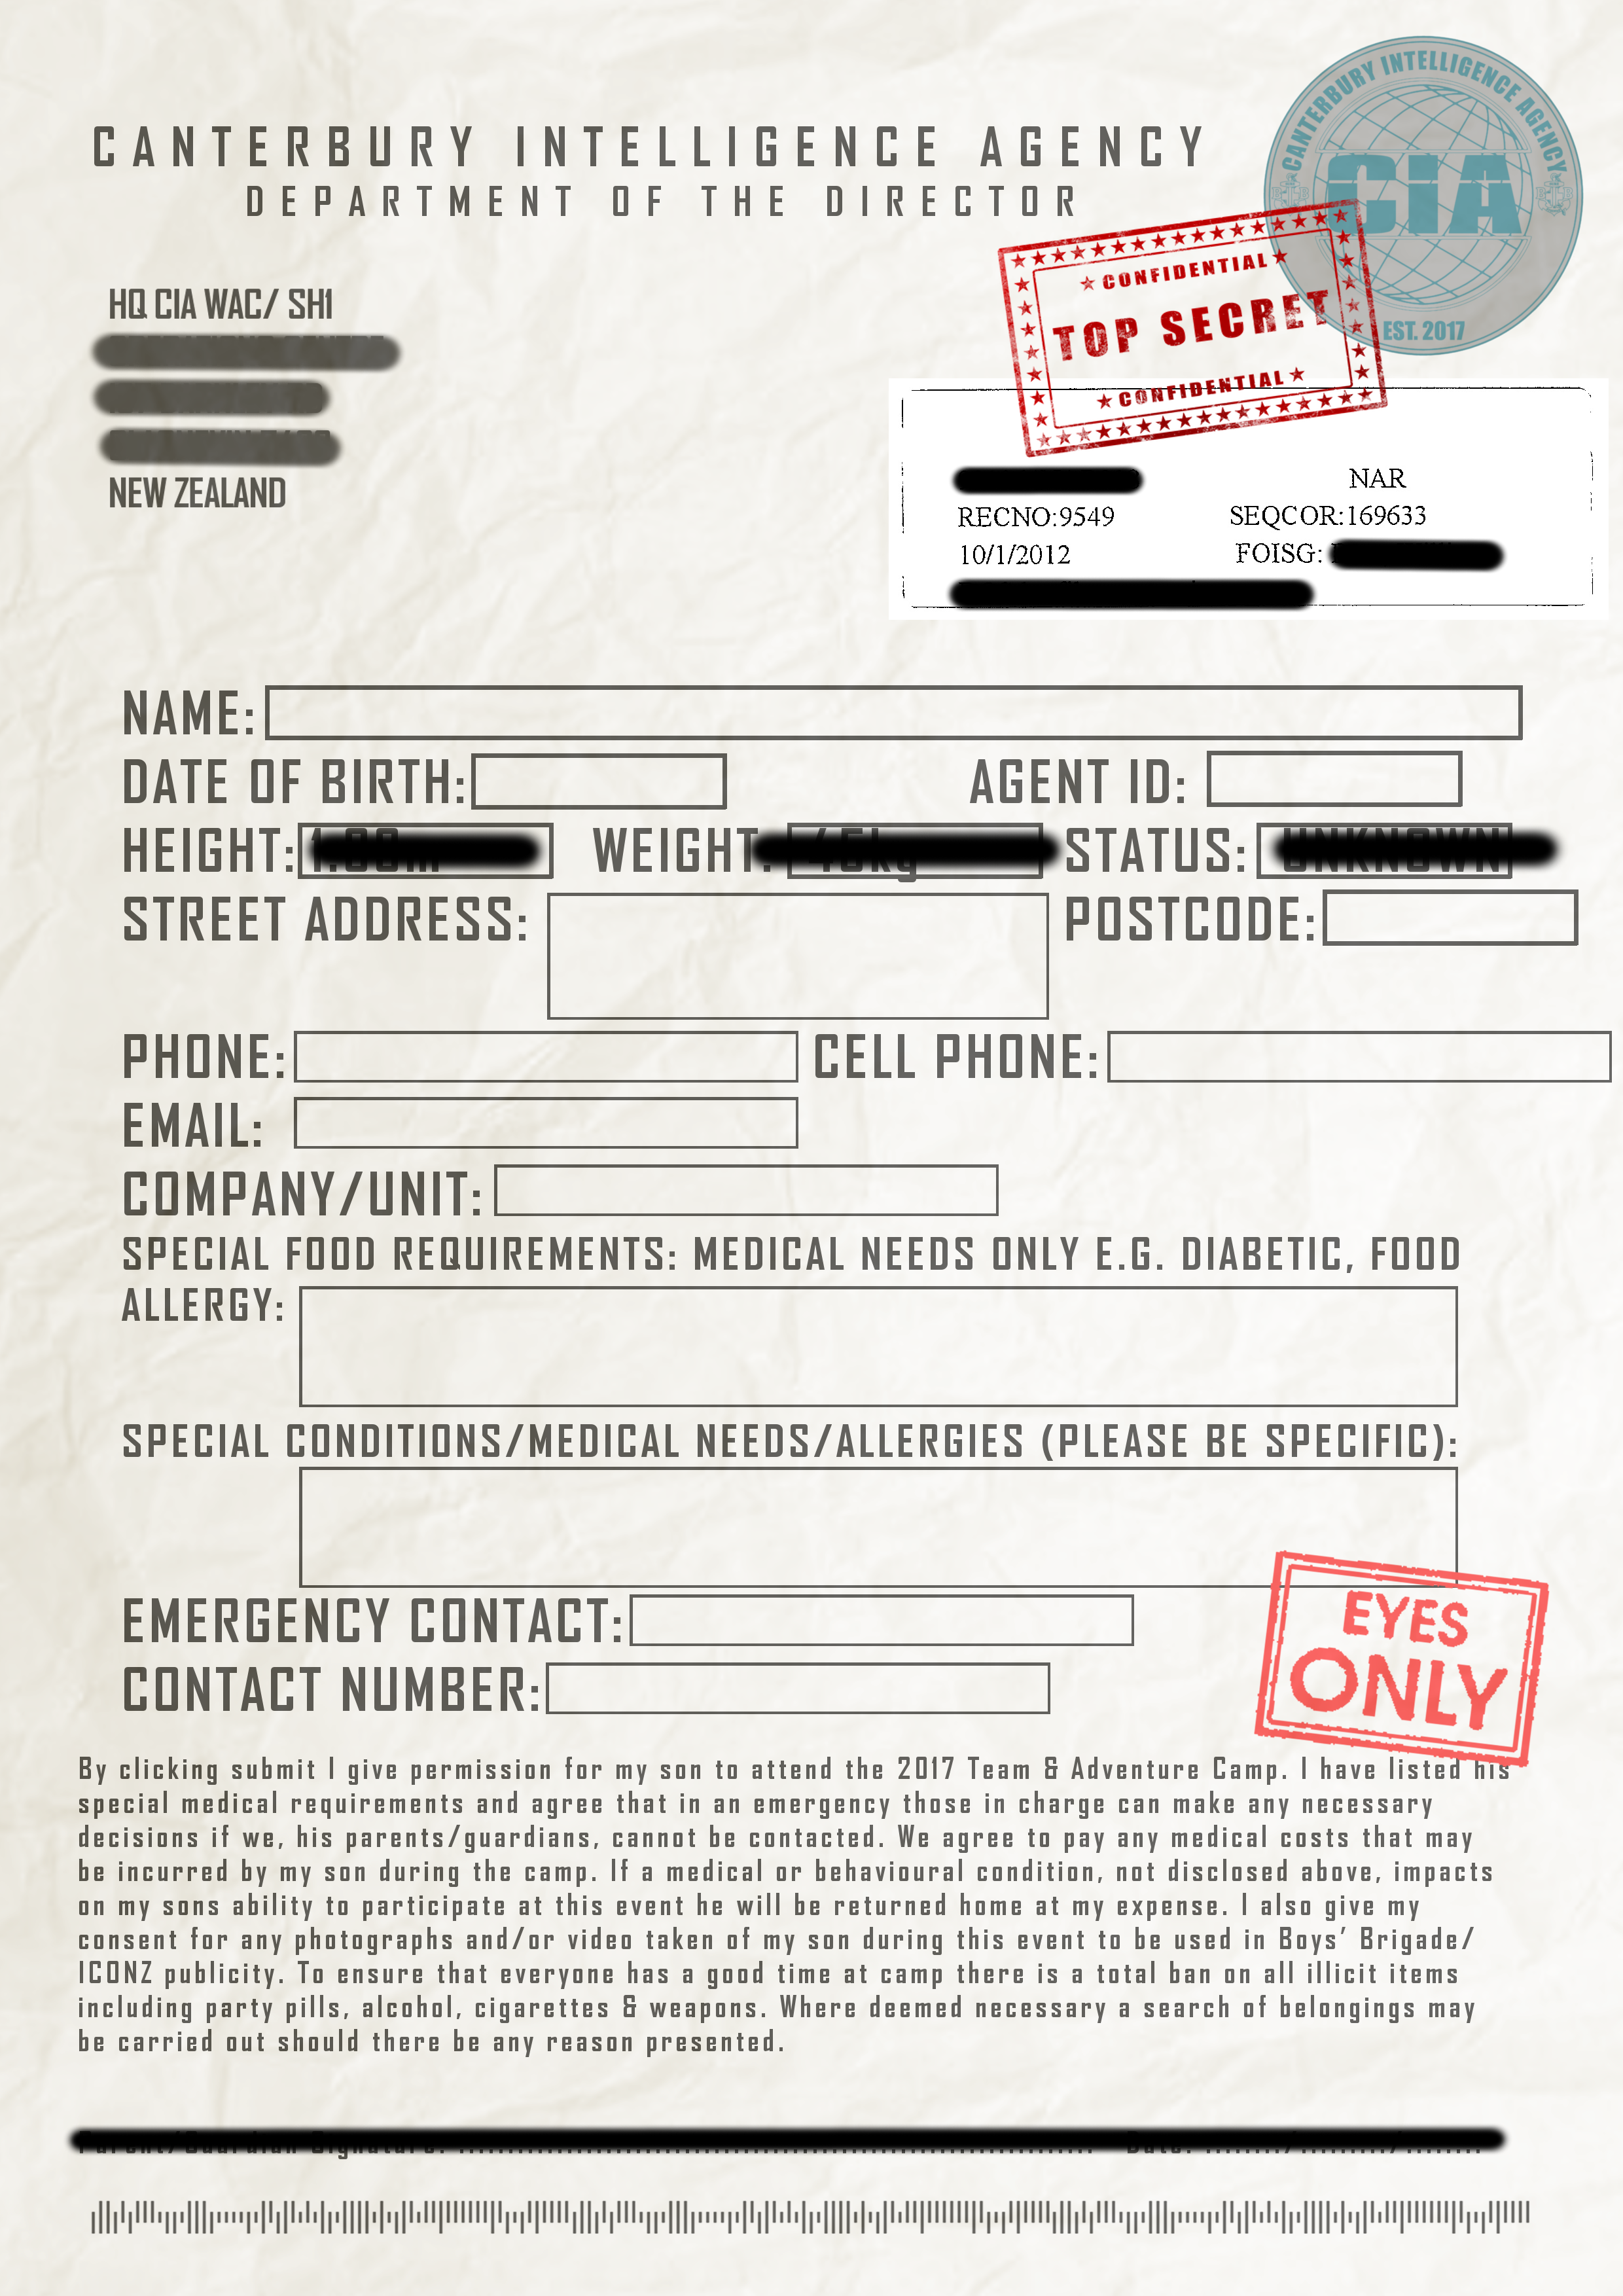 CANTERBURY INTELLIGENCE AGENCY
DEPARTMENT OF THE DIRECTOR
CANTERBURY INTELLIGENCE AGENCY
CIA
EST. 2017
CONFIDENTIAL
TOP SECRET
CONFIDENTIAL
HQ CIA WAC/ SH1
NEW ZEALAND
NAR
RECNO:9549 SEQCOR:169633
10/1/2012 FOISG:
NAME:
DATE OF BIRTH: AGENT ID:
HEIGHT: WEIGHT: STATUS: UNKNOWN
STREET ADDRESS: POSTCODE:
PHONE: CELL PHONE:
EMAIL:
COMPANY/UNIT:
SPECIAL FOOD REQUIREMENTS: MEDICAL NEEDS ONLY E.G. DIABETIC, FOOD
ALLERGY:
SPECIAL CONDITIONS/MEDICAL NEEDS/ALLERGIES (PLEASE BE SPECIFIC):
EMERGENCY CONTACT:
CONTACT NUMBER:
EYES
ONLY
By clicking submit I give permission for my son to attend the 2017 Team & Adventure Camp. I have listed his
special medical requirements and agree that in an emergency those in charge can make any necessary
decisions if we, his parents/guardians, cannot be contacted. We agree to pay any medical costs that may
be incurred by my son during the camp. If a medical or behavioural condition, not disclosed above, impacts
on my sons ability to participate at this event he will be returned home at my expense. I also give my
consent for any photographs and/or video taken of my son during this event to be used in Boys’ Brigade/
ICONZ publicity. To ensure that everyone has a good time at camp there is a total ban on all illicit items
including party pills, alcohol, cigarettes & weapons. Where deemed necessary a search of belongings may
be carried out should there be any reason presented.